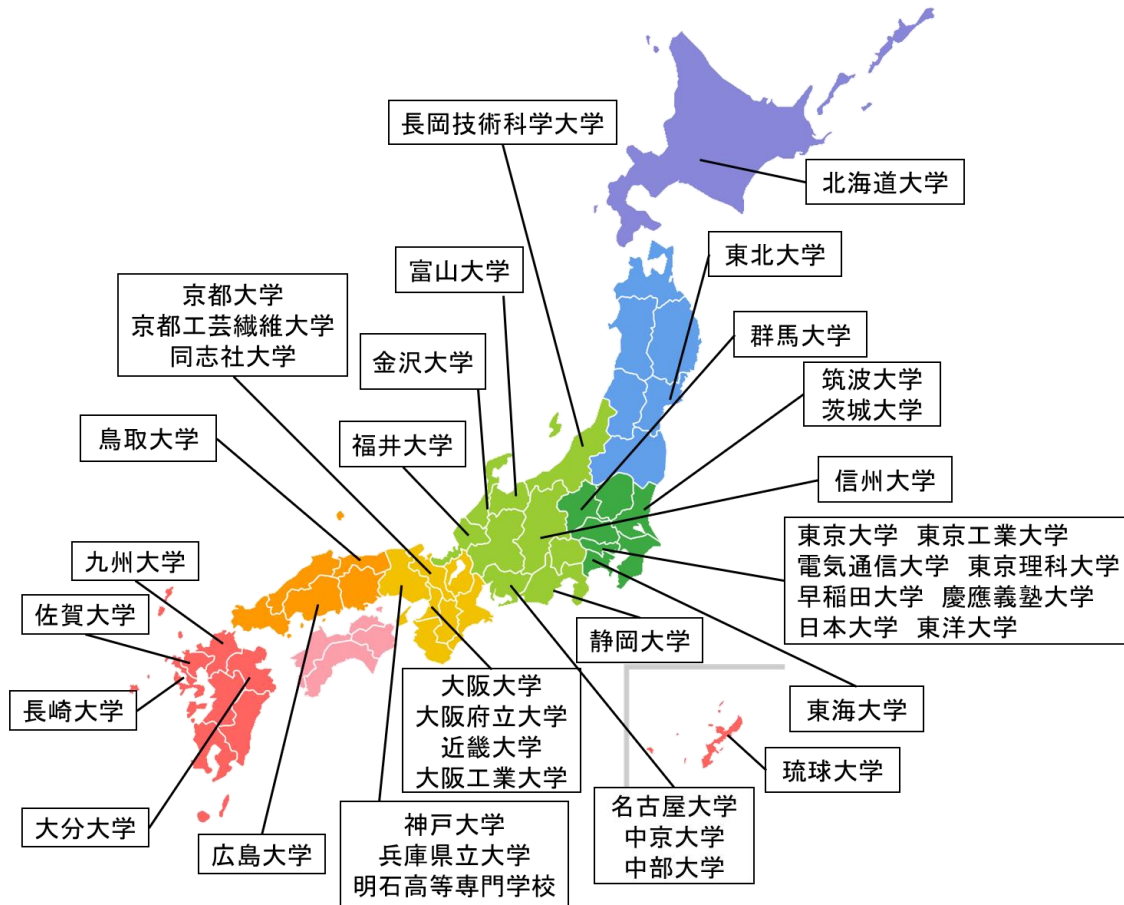 長岡技術科学大学
北海道大学
富山大学
東北大学
京都大学
京都工芸繊維大学
同志社大学
金沢大学
群馬大学
筑波大学
茨城大学
鳥取大学
福井大学
信州大学
東京大学 東京工業大学
電気通信大学 東京理科大学
早稲田大学 慶應義塾大学
日本大学 東洋大学
九州大学
佐賀大学
静岡大学
長崎大学
大阪大学
大阪府立大学
近畿大学
大阪工業大学
東海大学
琉球大学
大分大学
広島大学
神戸大学
兵庫県立大学
明石高等専門学校
名古屋大学
中京大学
中部大学